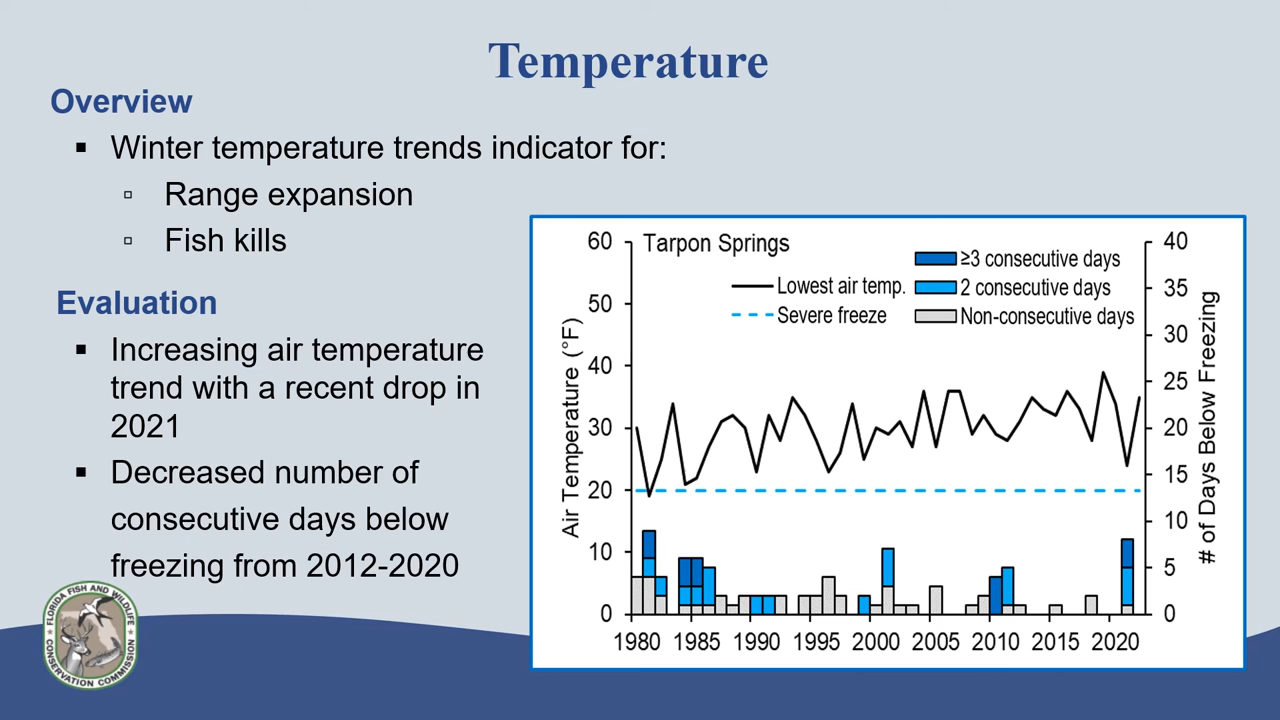 Temperature
Overview
▪ Winter temperature trends indicator for:
▫ Range expansion
▫ Fish kills
Evaluation
▪ Increasing air temperature
trend with a recent drop in
2021
▪ Decreased number of
consecutive days below
freezing from 2012-2020
Tarpon Springs
Lowest air temp.
Severe freeze
≥3 consecutive days
2 consecutive days
Non-consecutive days
Air Temperature (°F)
60
50
40
30
20
10
0
# of Days Below Freezing
40
35
30
25
20
15
10
5
0
1980 1985 1990 1995 2000 2005 2010 2015 2020
FLORIDA FISH AND WILDLIFE
CONSERVATION COMMISSION